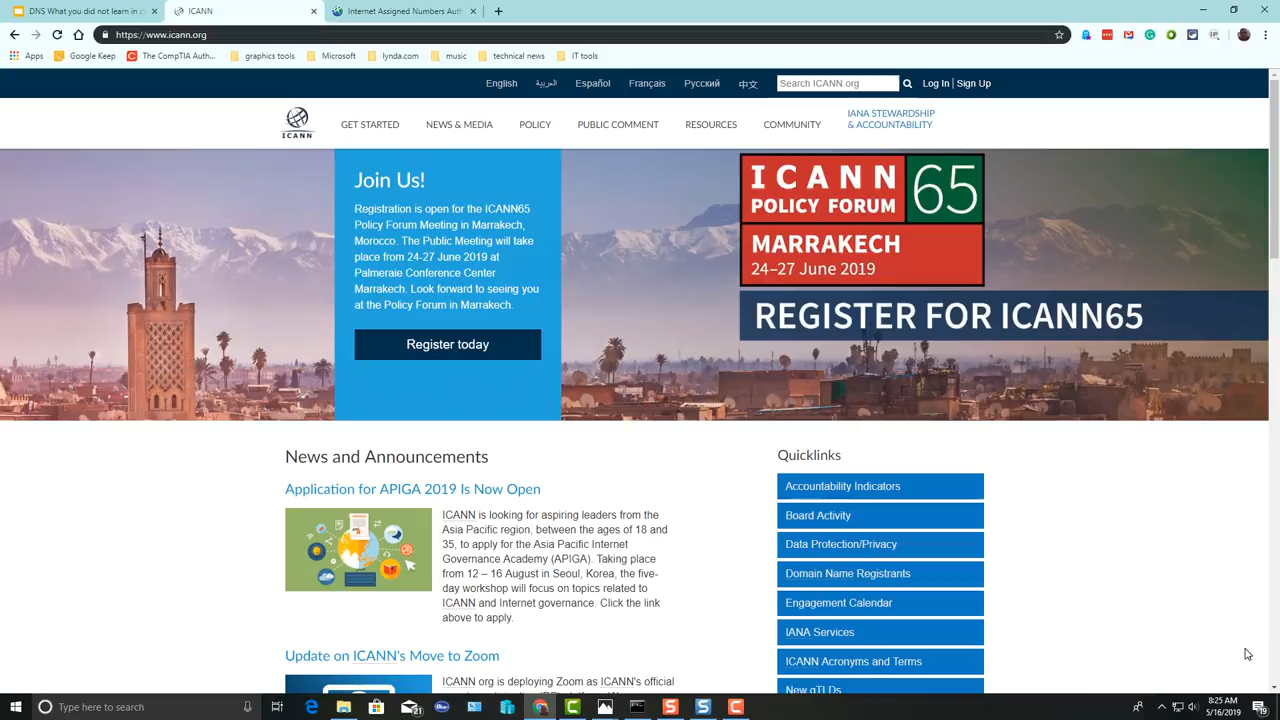 DNS What you don't know in c
ICANN
Internet Assigned Numbers Auth
https://www.icann.org
Apps
Google Keep
The CompTIA Auth...
graphics tools
Microsoft
lynda.com
music
technical news
IT tools
English
العربية
Español
Français
Русский
中文
Search ICANN.org
Log In | Sign Up
ICANN
GET STARTED
NEWS & MEDIA
POLICY
PUBLIC COMMENT
RESOURCES
COMMUNITY
IANA STEWARDSHIP
& ACCOUNTABILITY
Join Us!
Registration is open for the ICANN65
Policy Forum Meeting in Marrakech,
Morocco. The Public Meeting will take
place from 24-27 June 2019 at
Palmeraie Conference Center
Marrakech. Look forward to seeing you
at the Policy Forum in Marrakech.
Register today
ICANN
POLICY FORUM
65
MARRAKECH
24–27 June 2019
REGISTER FOR ICANN65
News and Announcements
Application for APIGA 2019 Is Now Open
ICANN is looking for aspiring leaders from the
Asia Pacific region, between the ages of 18 and
35, to apply for the Asia Pacific Internet
Governance Academy (APIGA). Taking place
from 12 – 16 August in Seoul, Korea, the five-
day workshop will focus on topics related to
ICANN and Internet governance. Click the link
above to apply.
Update on ICANN's Move to Zoom
ICANN org is deploying Zoom as ICANN's official
Quicklinks
Accountability Indicators
Board Activity
Data Protection/Privacy
Domain Name Registrants
Engagement Calendar
IANA Services
ICANN Acronyms and Terms
New gTLDs
Type here to search
21
8:25 AM
5/16/2019